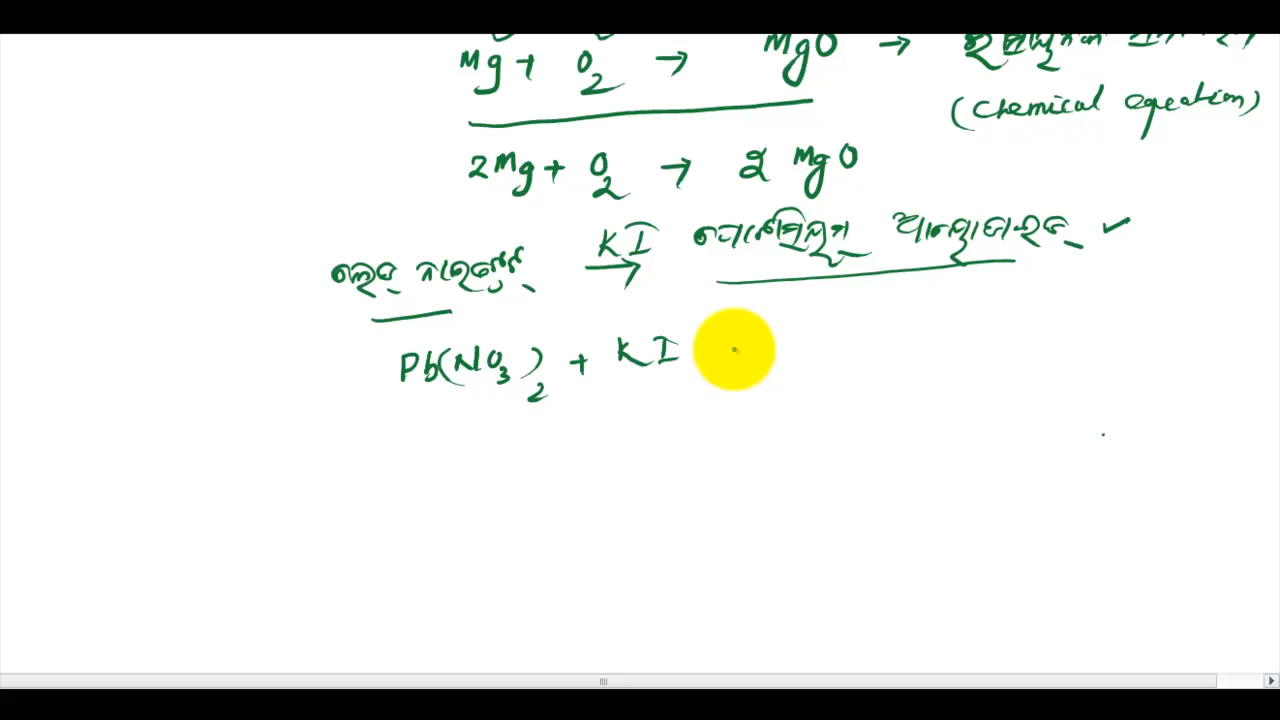 Mg + O2 → MgO →
(Chemical equation)
2Mg + O2 → 2 MgO
ଲେଡ୍ ନାଇଟ୍ରେଟ୍ KI → ପୋଟାସିୟମ୍ ଆୟୋଡାଇଡ୍ ✓
Pb(NO3)2 + KI